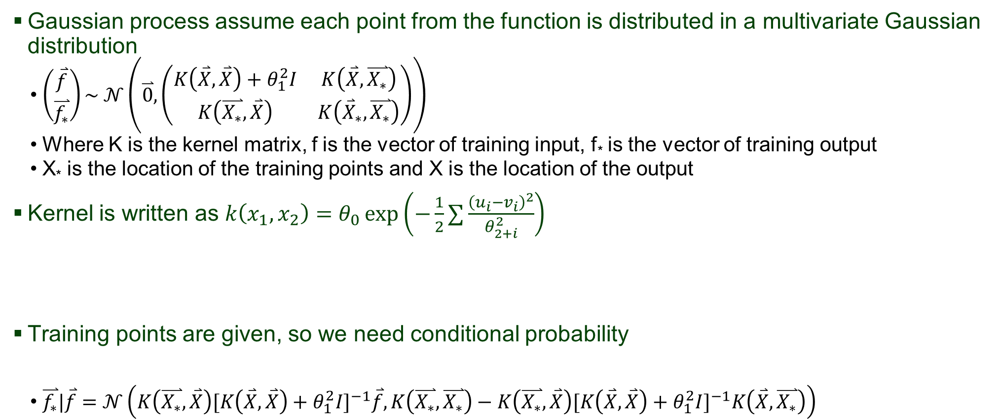 ▪ Gaussian process assume each point from the function is distributed in a multivariate Gaussian
distribution
• $\begin{pmatrix} \vec{f} \\ \overrightarrow{f_*} \end{pmatrix} \sim \mathcal{N}\left(\vec{0}, \begin{pmatrix} K(\vec{X},\vec{X}) + \theta_1^2 I & K(\vec{X},\overrightarrow{X_*}) \\ K(\overrightarrow{X_*},\vec{X}) & K(\vec{X}_*,\overrightarrow{X_*}) \end{pmatrix}\right)$
• Where K is the kernel matrix, f is the vector of training input, f$_*$ is the vector of training output
• X$_*$ is the location of the training points and X is the location of the output
▪ Kernel is written as $k(x_1, x_2) = \theta_0 \exp\left(-\frac{1}{2}\sum\frac{(u_i - v_i)^2}{\theta_{2+i}^2}\right)$
▪ Training points are given, so we need conditional probability
• $\overrightarrow{f_*}|\vec{f} = \mathcal{N}\left(K(\overrightarrow{X_*},\vec{X})[K(\vec{X},\vec{X}) + \theta_1^2 I]^{-1}\vec{f}, K(\overrightarrow{X_*},\overrightarrow{X_*}) - K(\overrightarrow{X_*},\vec{X})[K(\vec{X},\vec{X}) + \theta_1^2 I]^{-1}K(\vec{X},\overrightarrow{X_*})\right)$